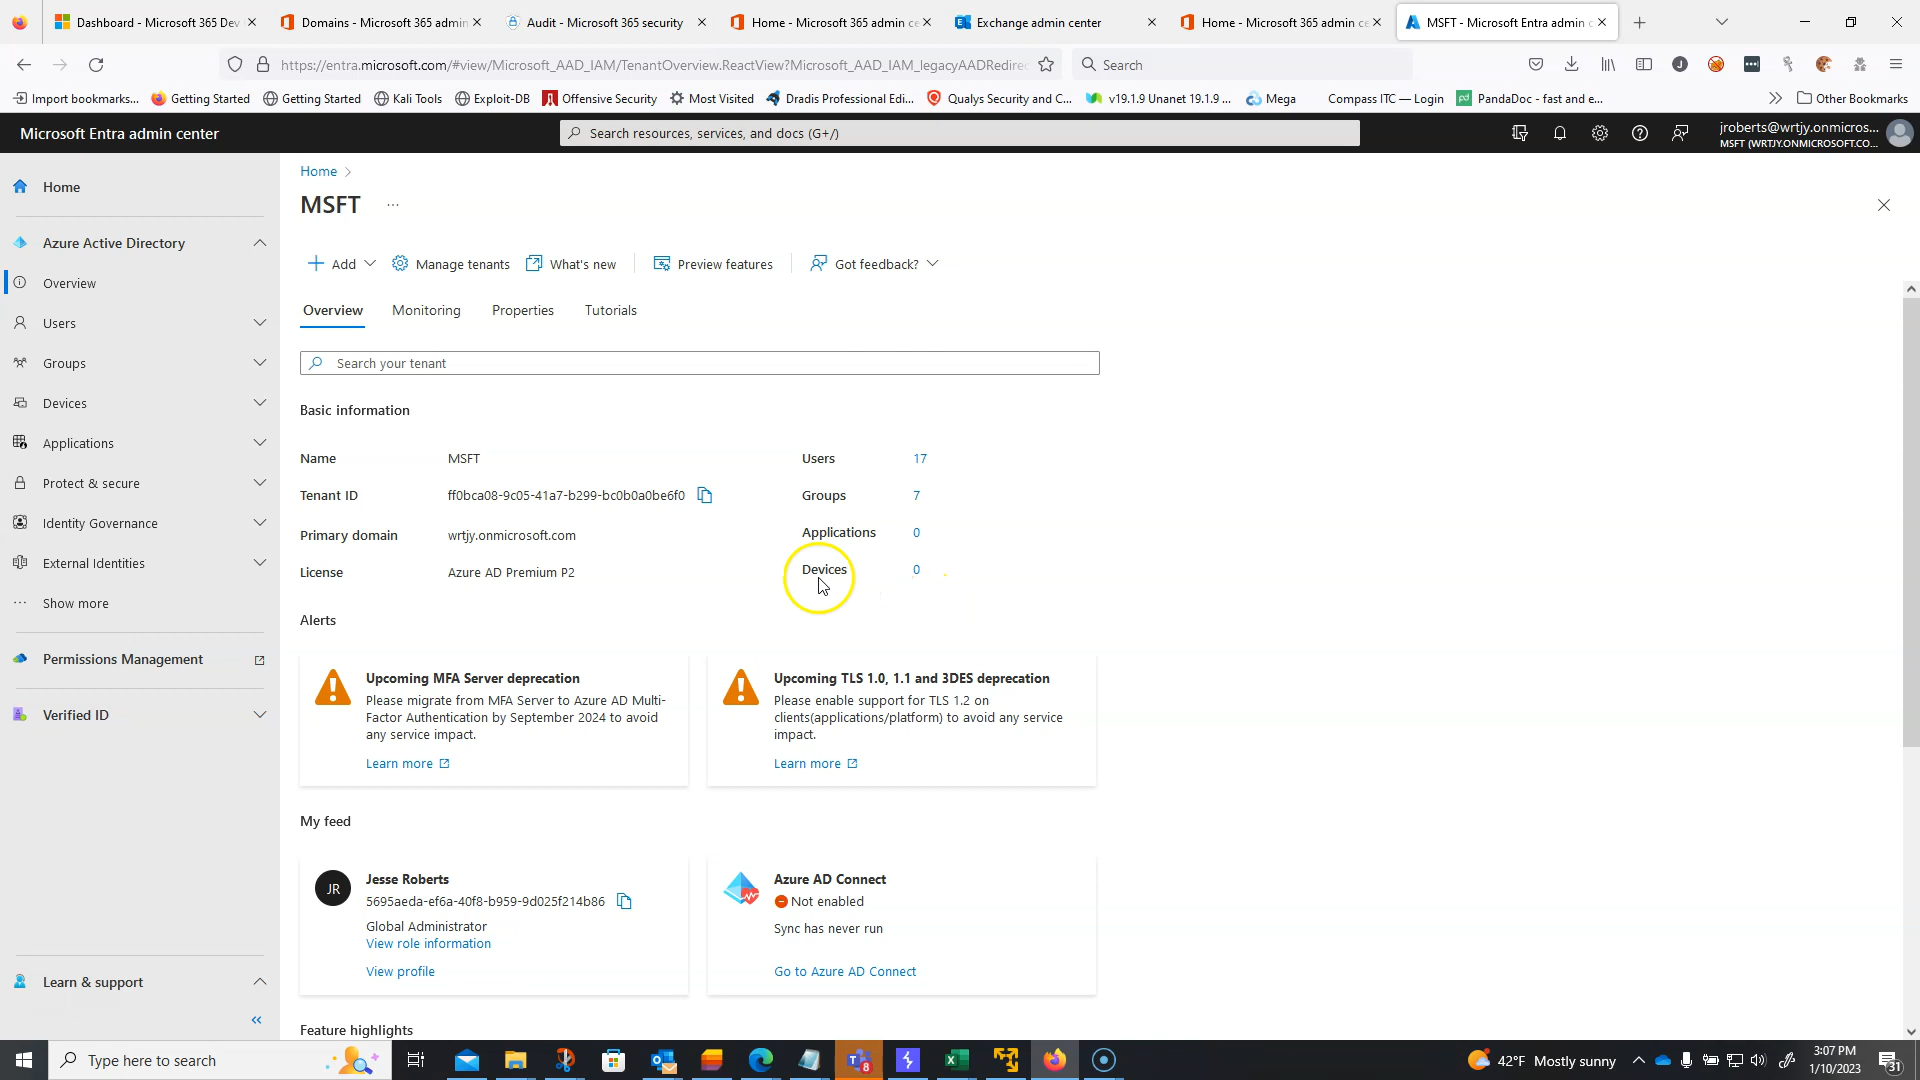 Dashboard - Microsoft 365 Dev
Domains - Microsoft 365 admin
Audit - Microsoft 365 security
Home - Microsoft 365 admin ce
Exchange admin center
Home - Microsoft 365 admin ce
MSFT - Microsoft Entra admin c
https://entra.microsoft.com/#view/Microsoft_AAD_IAM/TenantOverview.ReactView?Microsoft_AAD_IAM_legacyAADRedirec
Search
Import bookmarks...
Getting Started
Getting Started
Kali Tools
Exploit-DB
Offensive Security
Most Visited
Dradis Professional Edi...
Qualys Security and C...
v19.1.9 Unanet 19.1.9 ...
Mega
Compass ITC — Login
PandaDoc - fast and e...
Other Bookmarks
Microsoft Entra admin center
Search resources, services, and docs (G+/)
jroberts@wrtjy.onmicros...
MSFT (WRTJY.ONMICROSOFT.CO...
Home
Azure Active Directory
Overview
Users
Groups
Devices
Applications
Protect & secure
Identity Governance
External Identities
Show more
Permissions Management
Verified ID
Learn & support
Home
MSFT
Add
Manage tenants
What's new
Preview features
Got feedback?
Overview
Monitoring
Properties
Tutorials
Search your tenant
Basic information
Name MSFT Users 17
Tenant ID ff0bca08-9c05-41a7-b299-bc0b0a0be6f0 Groups 7
Primary domain wrtjy.onmicrosoft.com Applications 0
License Azure AD Premium P2 Devices 0
Alerts
Upcoming MFA Server deprecation
Please migrate from MFA Server to Azure AD Multi-
Factor Authentication by September 2024 to avoid
any service impact.
Learn more
Upcoming TLS 1.0, 1.1 and 3DES deprecation
Please enable support for TLS 1.2 on
clients(applications/platform) to avoid any service
impact.
Learn more
My feed
JR
Jesse Roberts
5695aeda-ef6a-40f8-b959-9d025f214b86
Global Administrator
View role information
View profile
Azure AD Connect
Not enabled
Sync has never run
Go to Azure AD Connect
Feature highlights
Type here to search
8
42°F Mostly sunny
3:07 PM
1/10/2023
31